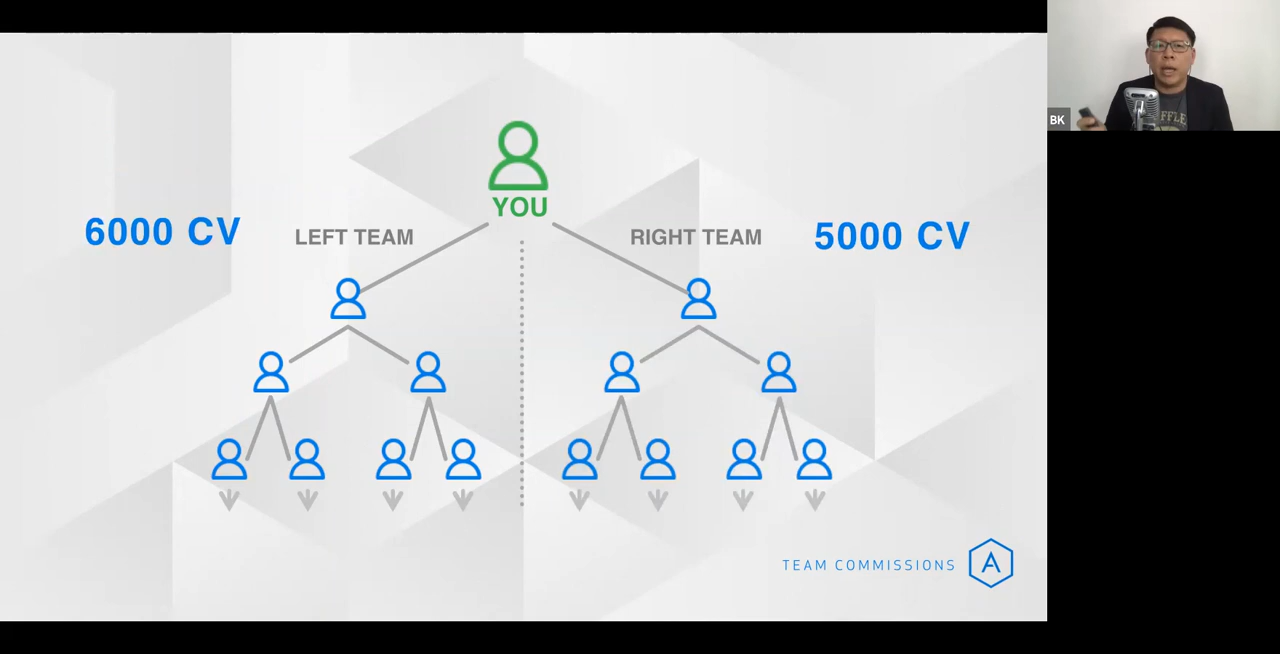 YOU
6000 CV
LEFT TEAM
RIGHT TEAM
5000 CV
TEAM COMMISSIONS
A
BK